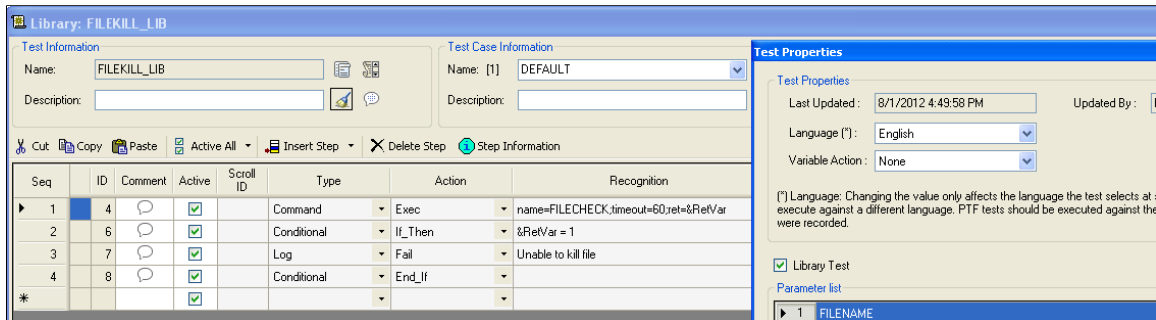 Library: FILEKILL_LIB
Test Information
Name: FILEKILL_LIB
Description:
Test Case Information
Name: [1] DEFAULT
Description:
Cut Copy Paste Active All Insert Step Delete Step Step Information
Seq ID Comment Active Scroll ID Type Action Recognition
1 4 Command Exec name=FILECHECK;timeout=60;ret=&RetVar
2 6 Conditional If_Then &RetVar = 1
3 7 Log Fail Unable to kill file
4 8 Conditional End_If
Test Properties
Test Properties
Last Updated : 8/1/2012 4:49:58 PM Updated By :
Language (*) : English
Variable Action : None
(*) Language: Changing the value only affects the language the test selects at
execute against a different language. PTF tests should be executed against the
were recorded.
Library Test
Parameter list
1 FILENAME